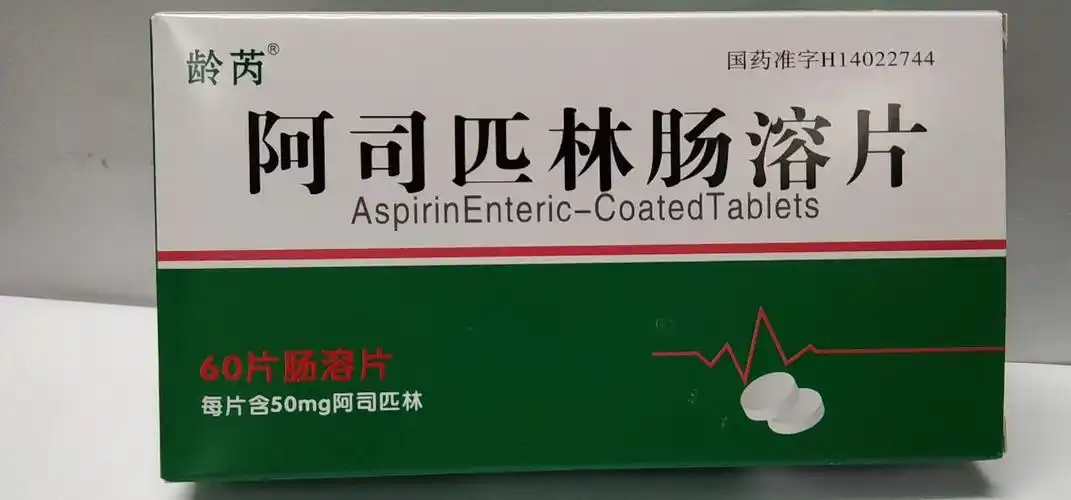 龄芮®
国药准字H14022744
阿司匹林肠溶片
AspirinEnteric-CoatedTablets
60片肠溶片
每片含50mg阿司匹林